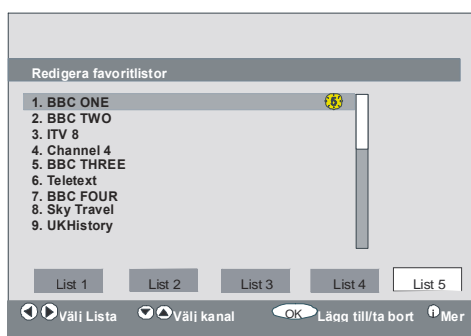 Redigera favoritlistor
1. BBC ONE 5
2. BBC TWO
3. ITV 8
4. Channel 4
5. BBC THREE
6. Teletext
7. BBC FOUR
8. Sky Travel
9. UKHistory
List 1 List 2 List 3 List 4 List 5
Välj Lista Välj kanal OK Lägg till/ta bort i Mer